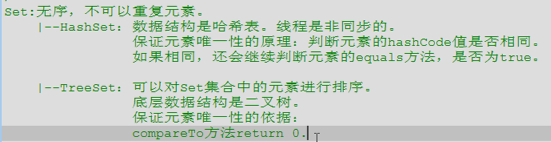 Set:无序，不可以重复元素。
|--HashSet: 数据结构是哈希表。线程是非同步的。
保证元素唯一性的原理：判断元素的hashCode值是否相同。
如果相同，还会继续判断元素的equals方法，是否为true。
|--TreeSet: 可以对Set集合中的元素进行排序。
底层数据结构是二叉树。
保证元素唯一性的依据：
compareTo方法return 0.